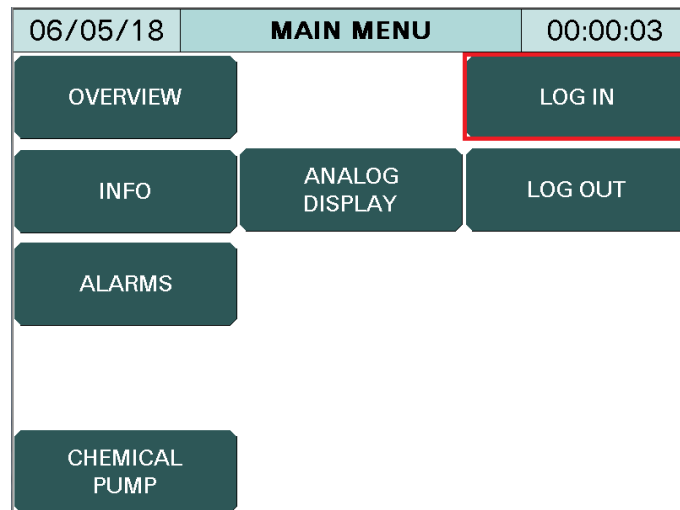 06/05/18 MAIN MENU 00:00:03
OVERVIEW LOG IN
INFO ANALOG DISPLAY LOG OUT
ALARMS
CHEMICAL
PUMP